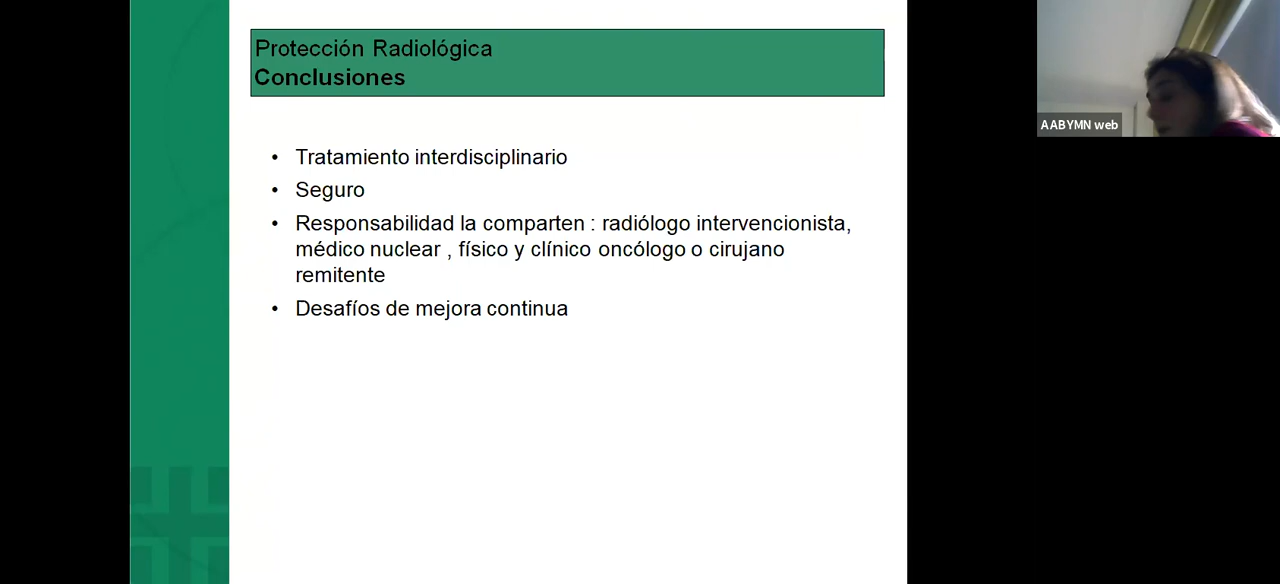 Protección Radiológica
Conclusiones
• Tratamiento interdisciplinario
• Seguro
• Responsabilidad la comparten : radiólogo intervencionista,
médico nuclear , físico y clínico oncólogo o cirujano
remitente
• Desafíos de mejora continua
AABYMN web